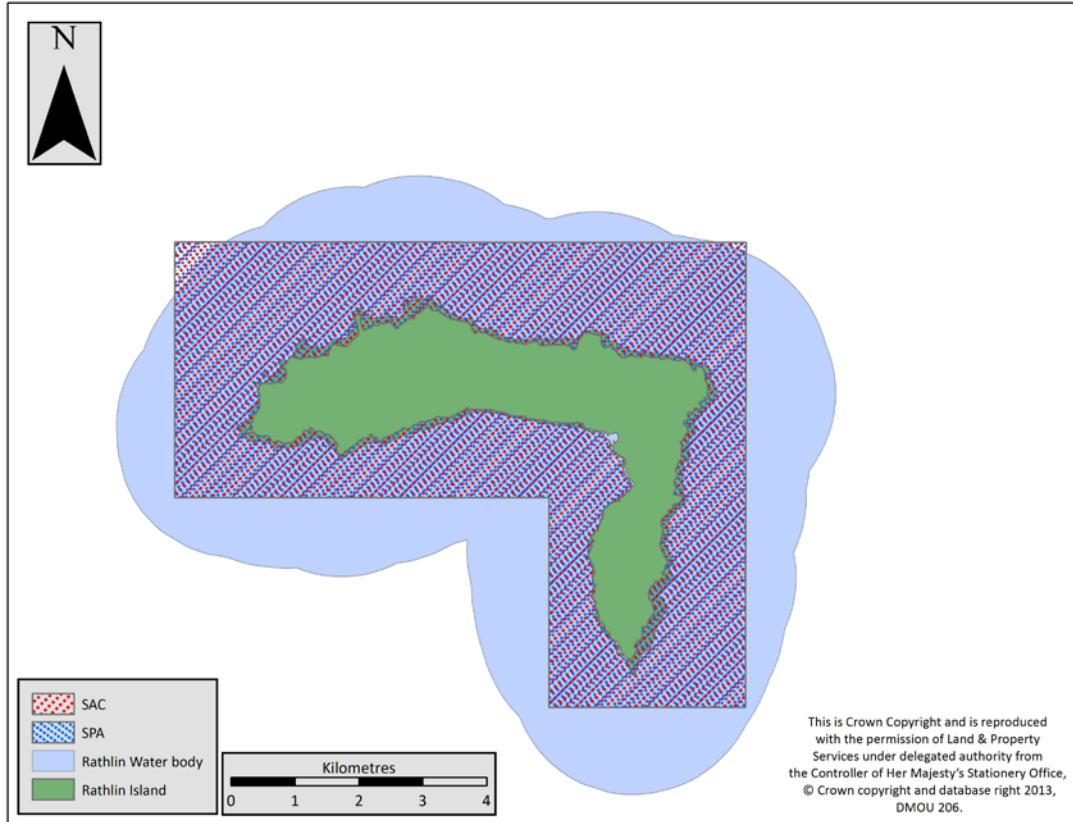 N
SAC
SPA
Rathlin Water body
Rathlin Island
Kilometres
0 1 2 3 4
This is Crown Copyright and is reproduced
with the permission of Land & Property
Services under delegated authority from
the Controller of Her Majesty's Stationery Office,
© Crown copyright and database right 2013,
DMOU 206.